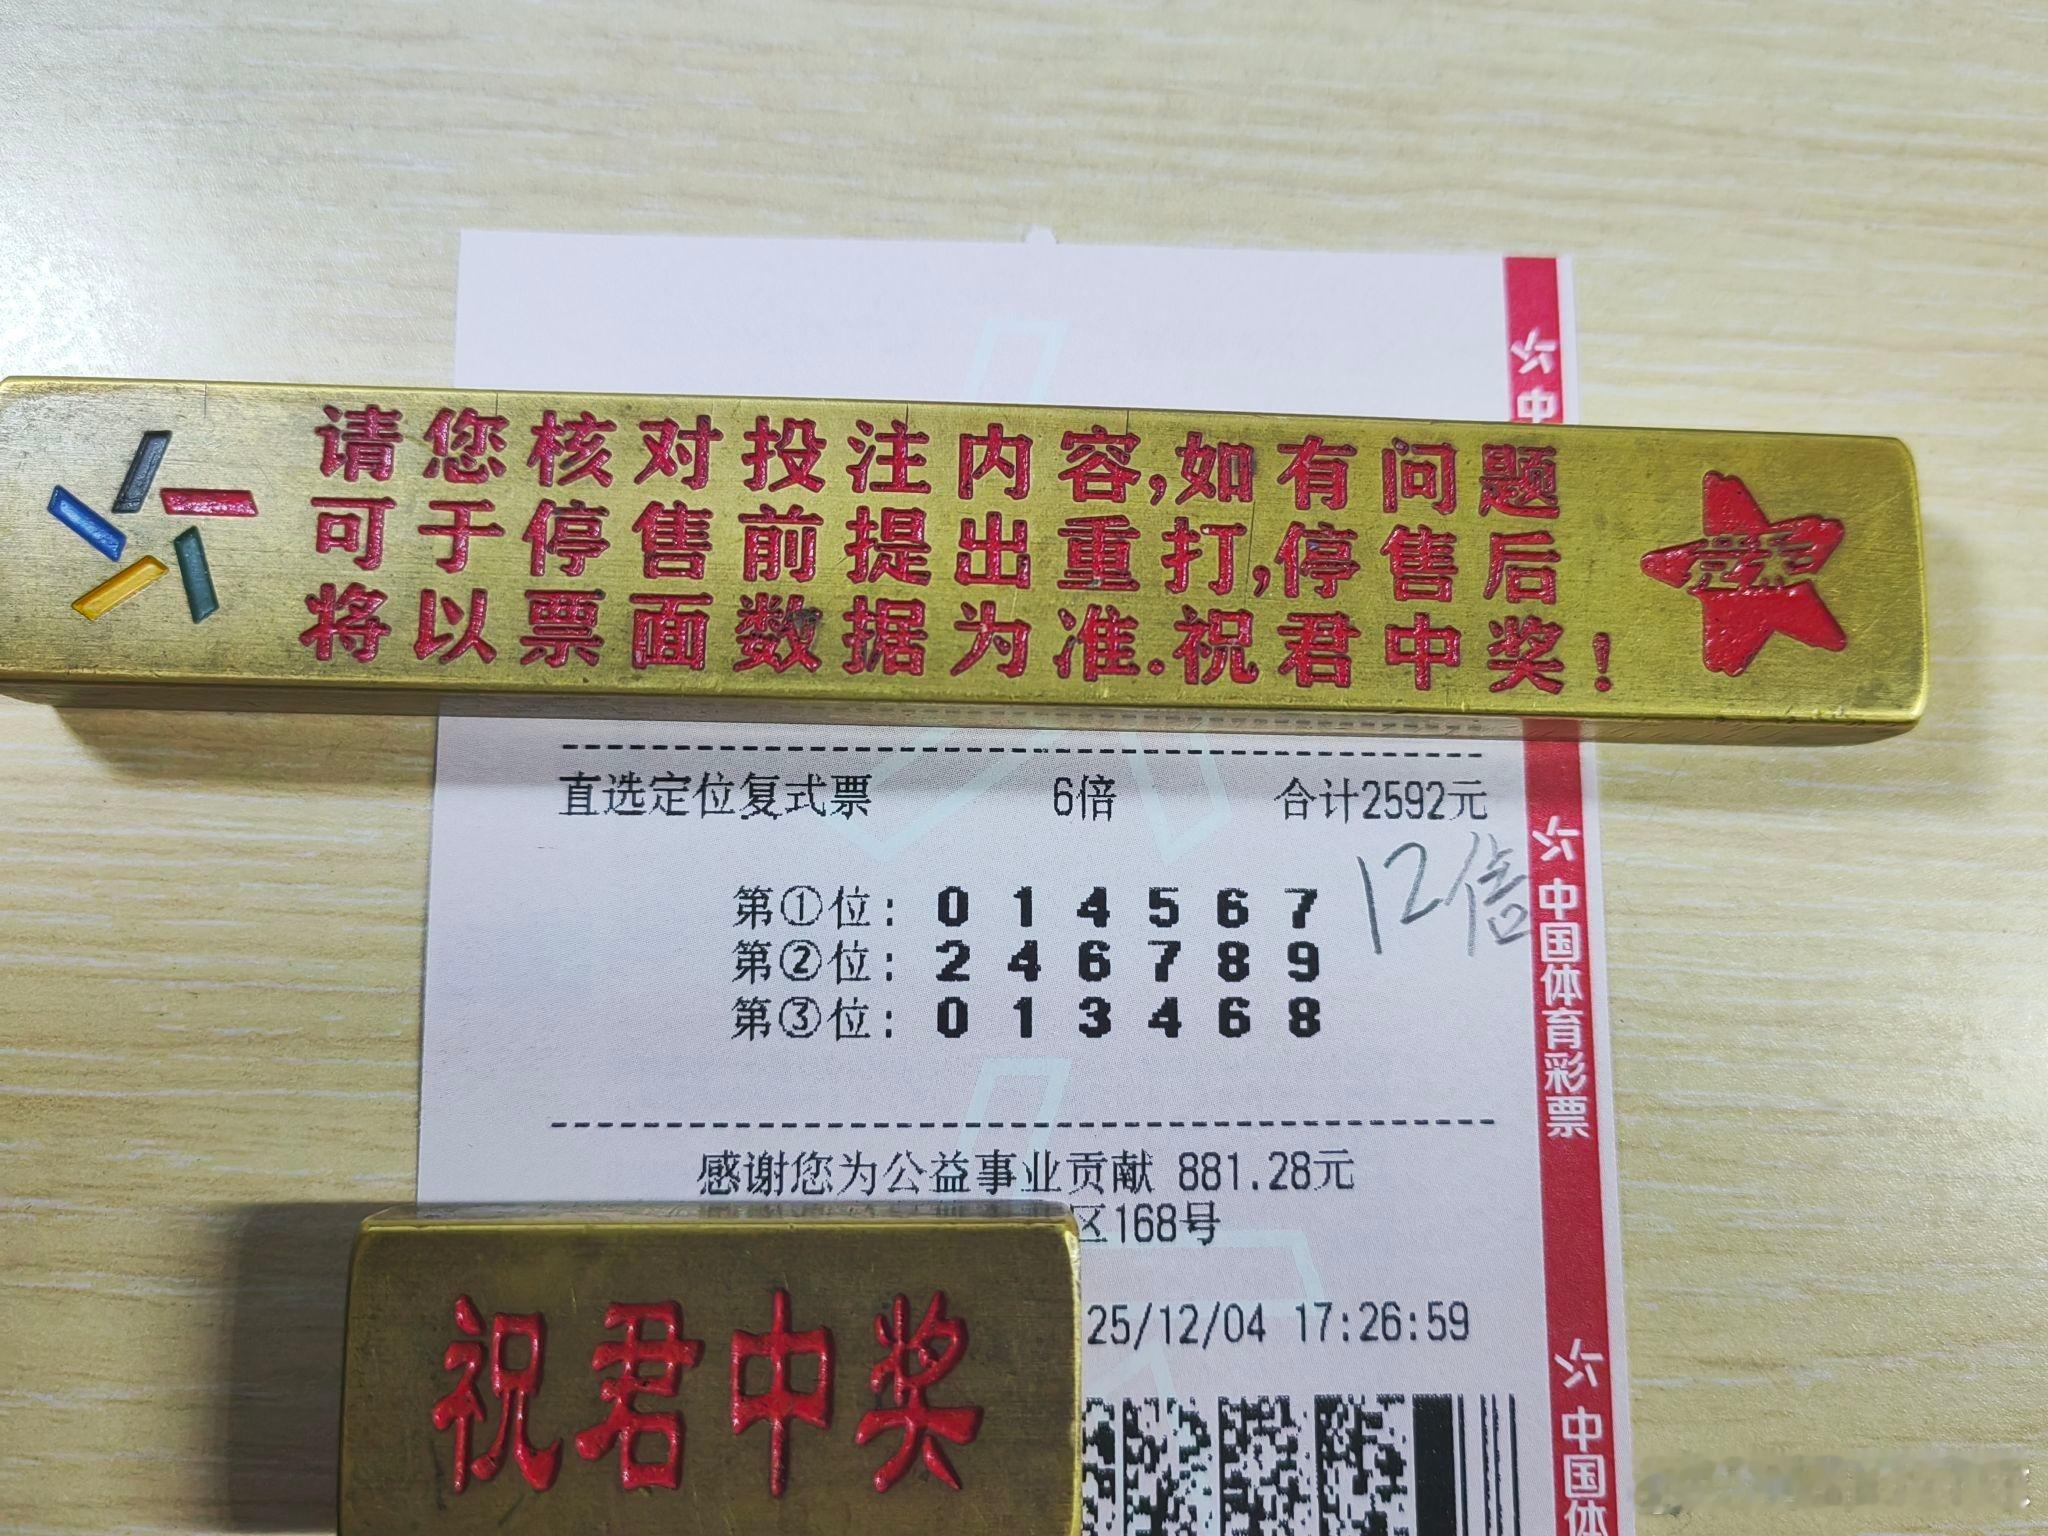 中
请您核对投注内容,如有问题
可于停售前提出重打,停售后
将以票面数据为准.祝君中奖!
直选定位复式票 6倍 合计2592元
12倍
第①位: 0 1 4 5 6 7
第②位: 2 4 6 7 8 9
第③位: 0 1 3 4 6 8
中国体育彩票
感谢您为公益事业贡献 881.28元
区168号
25/12/04 17:26:59
祝君中奖
中国体